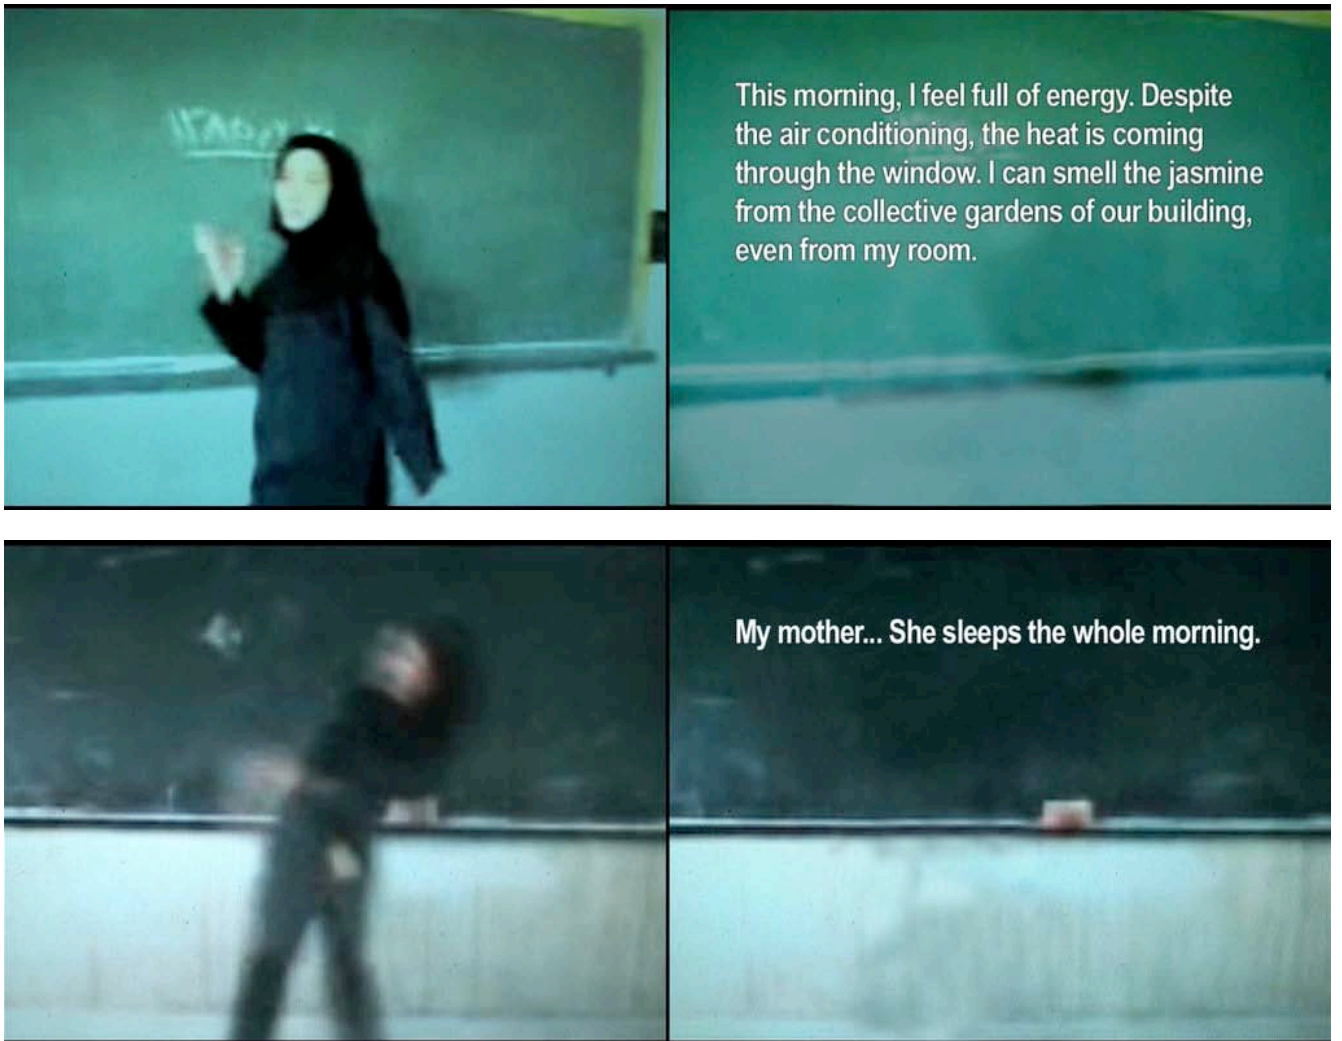 This morning, I feel full of energy. Despite
the air conditioning, the heat is coming
through the window. I can smell the jasmine
from the collective gardens of our building,
even from my room.
My mother... She sleeps the whole morning.